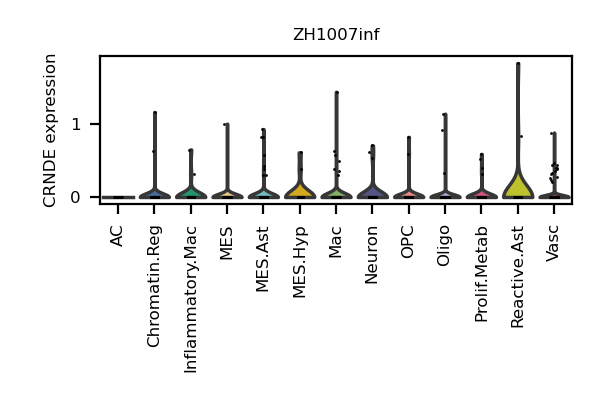 ZH1007inf
CRNDE expression
1
0
AC
Chromatin.Reg
Inflammatory.Mac
MES
MES.Ast
MES.Hyp
Mac
Neuron
OPC
Oligo
Prolif.Metab
Reactive.Ast
Vasc